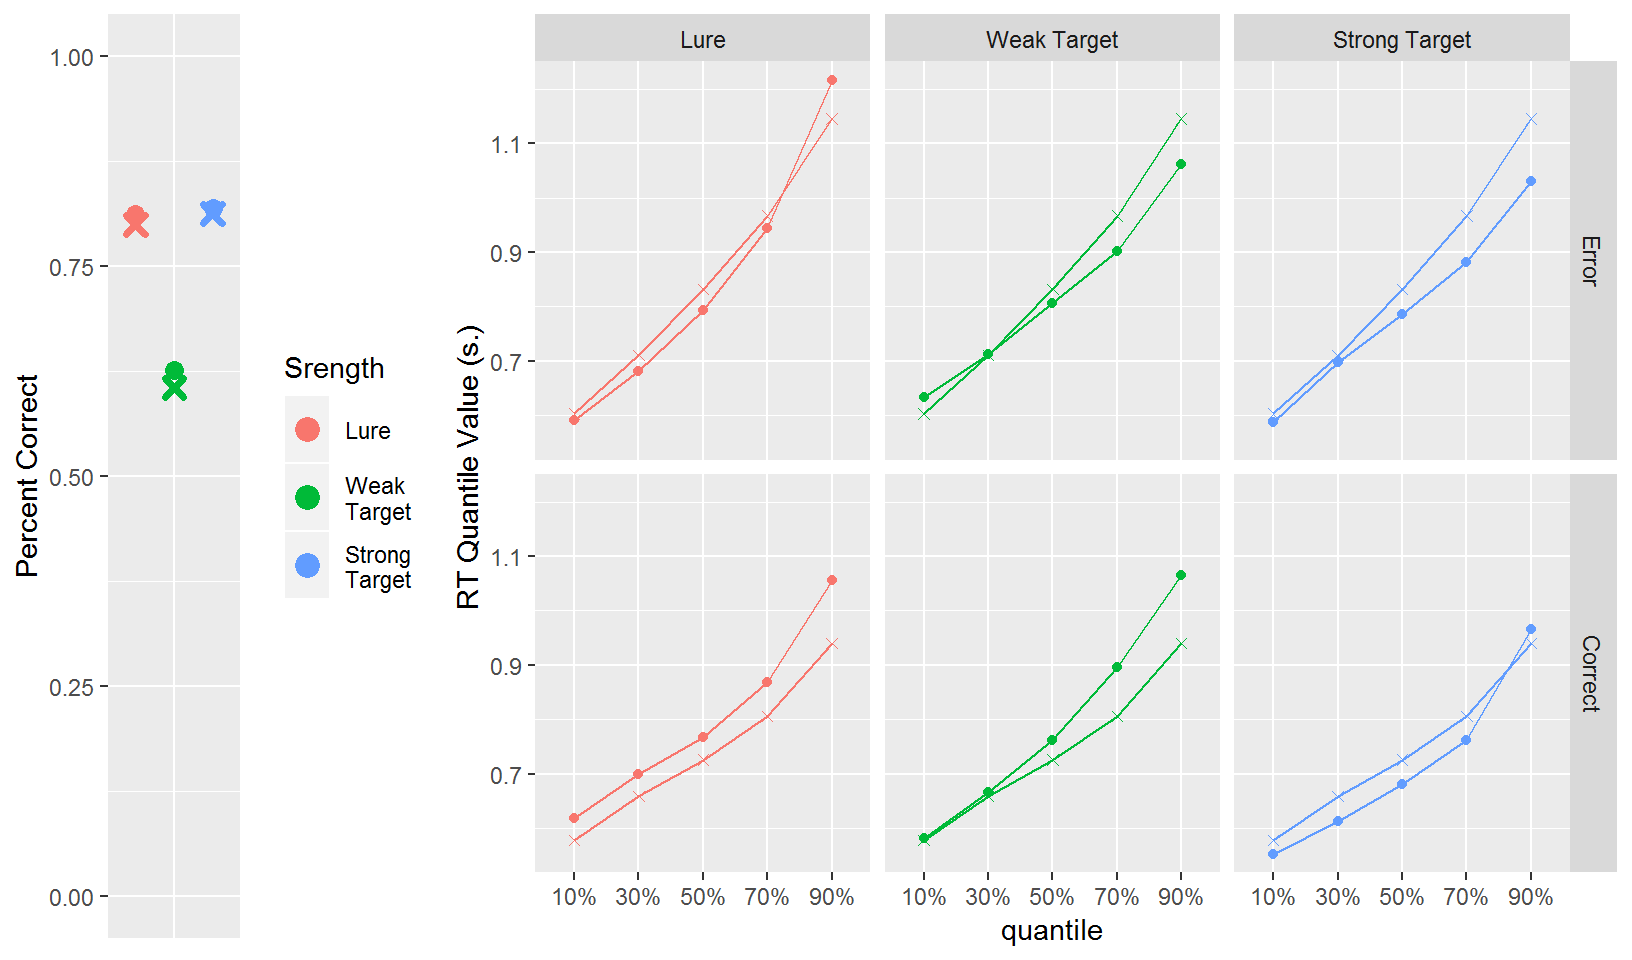 Percent Correct
1.00
0.75
0.50
0.25
0.00
Srength
Lure
Weak
Target
Strong
Target
RT Quantile Value (s.)
Lure
Weak Target
Strong Target
1.1
0.9
0.7
Error
1.1
0.9
0.7
Correct
10% 30% 50% 70% 90%
10% 30% 50% 70% 90%
10% 30% 50% 70% 90%
quantile